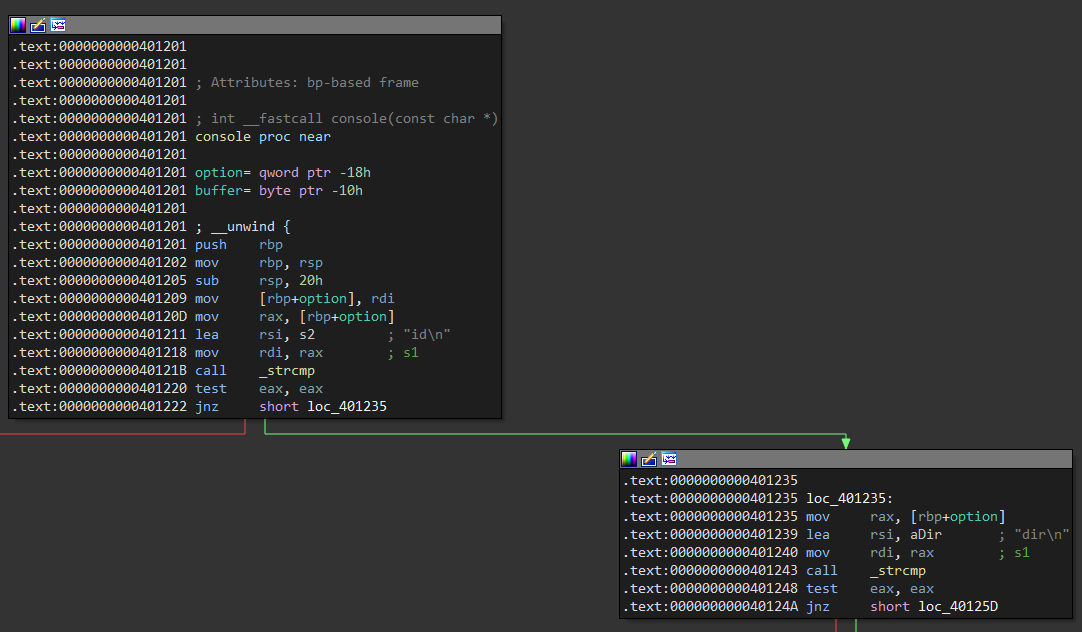 .text:0000000000401201
.text:0000000000401201
.text:0000000000401201 ; Attributes: bp-based frame
.text:0000000000401201
.text:0000000000401201 ; int __fastcall console(const char *)
.text:0000000000401201 console proc near
.text:0000000000401201
.text:0000000000401201 option= qword ptr -18h
.text:0000000000401201 buffer= byte ptr -10h
.text:0000000000401201
.text:0000000000401201 ; __unwind {
.text:0000000000401201 push    rbp
.text:0000000000401202 mov     rbp, rsp
.text:0000000000401205 sub     rsp, 20h
.text:0000000000401209 mov     [rbp+option], rdi
.text:000000000040120D mov     rax, [rbp+option]
.text:0000000000401211 lea     rsi, s2         ; "id\n"
.text:0000000000401218 mov     rdi, rax        ; s1
.text:000000000040121B call    _strcmp
.text:0000000000401220 test    eax, eax
.text:0000000000401222 jnz     short loc_401235
.text:0000000000401235
.text:0000000000401235 loc_401235:
.text:0000000000401235 mov     rax, [rbp+option]
.text:0000000000401239 lea     rsi, aDir       ; "dir\n"
.text:0000000000401240 mov     rdi, rax        ; s1
.text:0000000000401243 call    _strcmp
.text:0000000000401248 test    eax, eax
.text:000000000040124A jnz     short loc_40125D